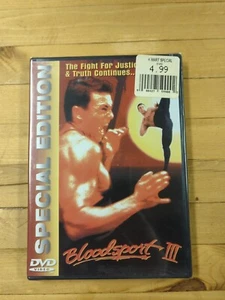 The Fight For Justice
& Truth Continues...
4.99
SPECIAL EDITION
Bloodsport III
DVD
VIDEO